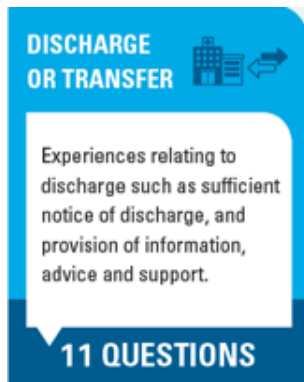 DISCHARGE
OR TRANSFER
Experiences relating to
discharge such as sufficient
notice of discharge, and
provision of information,
advice and support.
11 QUESTIONS